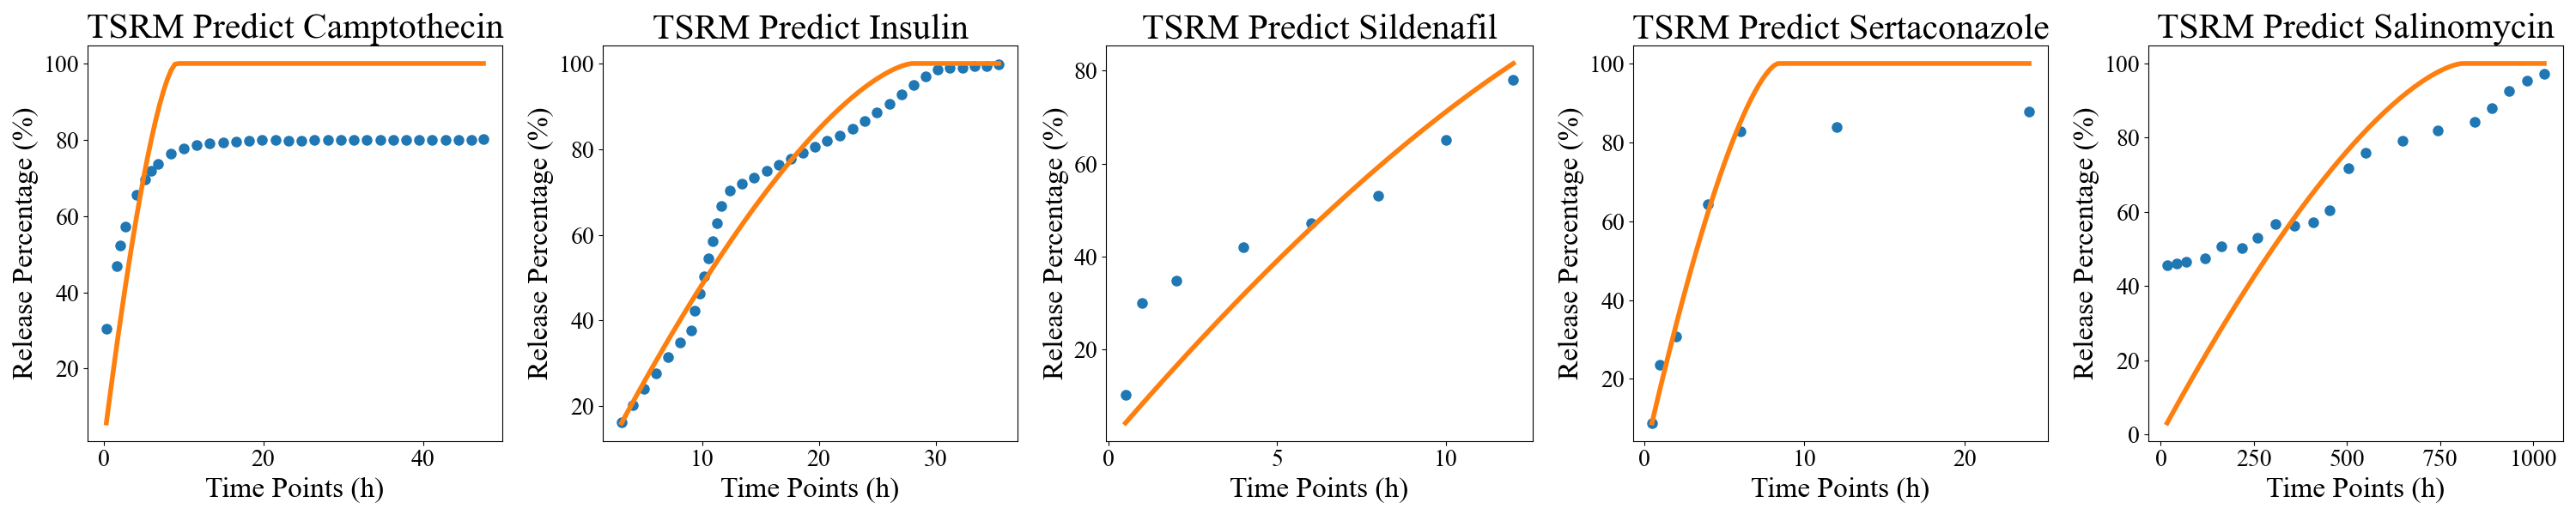 TSRM Predict Camptothecin
Release Percentage (%)
100
80
60
40
20
0 20 40
Time Points (h)
TSRM Predict Insulin
Release Percentage (%)
100
80
60
40
20
10 20 30
Time Points (h)
TSRM Predict Sildenafil
Release Percentage (%)
80
60
40
20
0 5 10
Time Points (h)
TSRM Predict Sertaconazole
Release Percentage (%)
100
80
60
40
20
0 10 20
Time Points (h)
TSRM Predict Salinomycin
Release Percentage (%)
100
80
60
40
20
0
0 250 500 750 1000
Time Points (h)